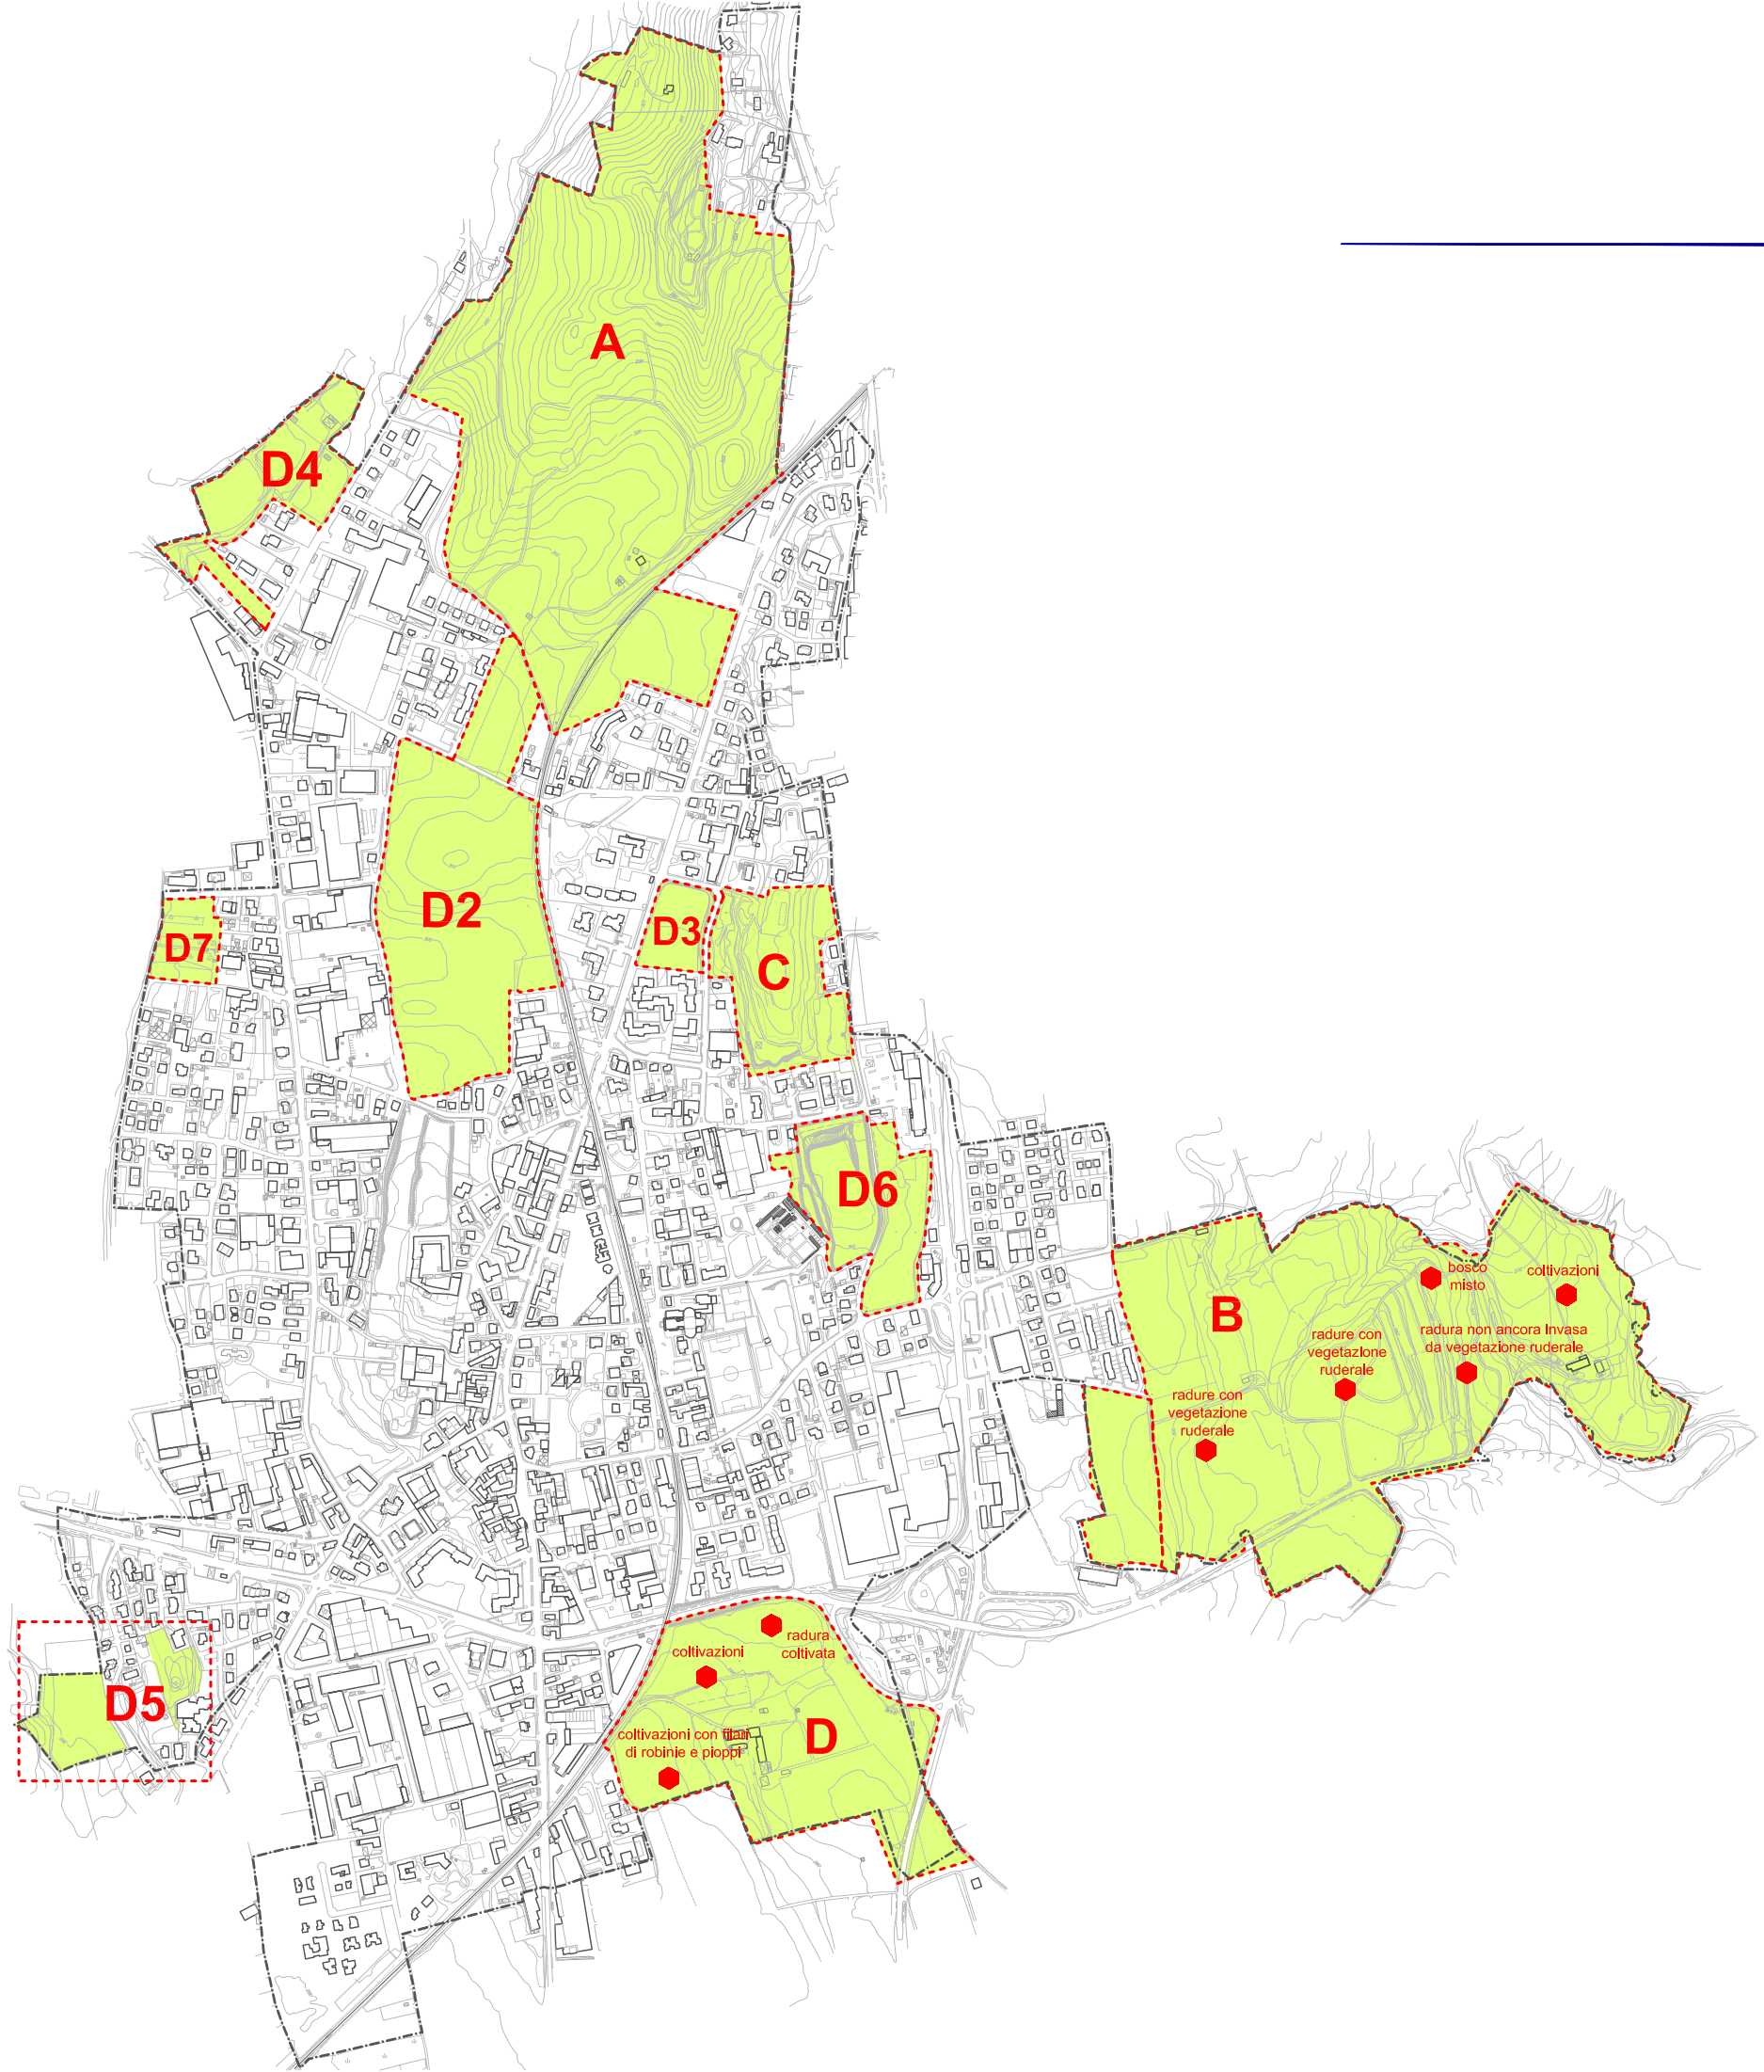 A
D4
D2
D3
D7
C
D6
bosco
misto
coltivazioni
B
radure con
vegetazione
ruderale
radura non ancora Invasa
da vegetazione ruderale
radure con
vegetazione
ruderale
radura
coltivata
coltivazioni
D5
D
coltivazioni con filari
di robinie e pioppi